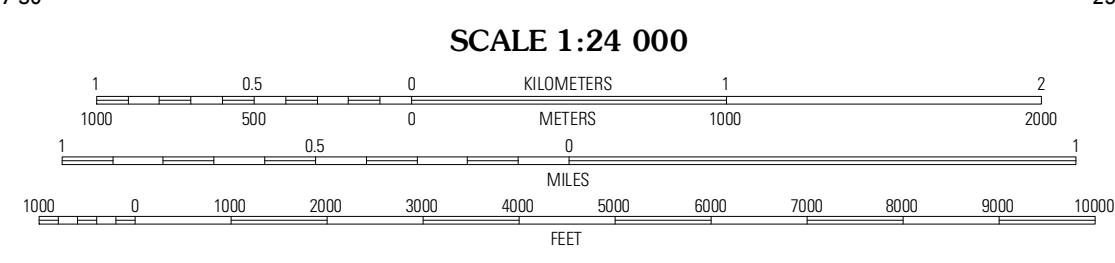 SCALE 1:24 000
1 0.5 0 KILOMETERS 1 2
1000 500 0 METERS 1000 2000
1 0.5 0 1
MILES
1000 0 1000 2000 3000 4000 5000 6000 7000 8000 9000 10000
FEET